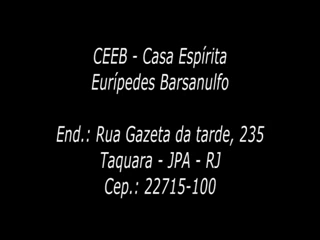 CEEB - Casa Espírita
Eurípedes Barsanulfo
End.: Rua Gazeta da tarde, 235
Taquara - JPA - RJ
Cep.: 22715-100